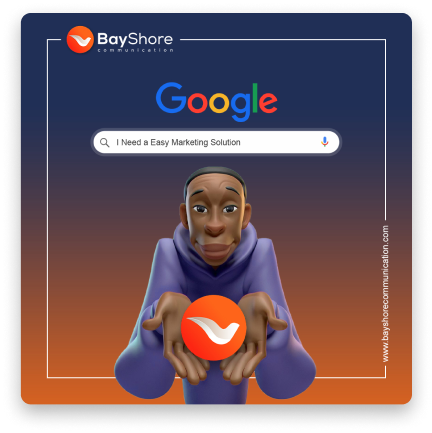 BayShore
communication
Google
I Need a Easy Marketing Solution
www.bayshorecommunication.com